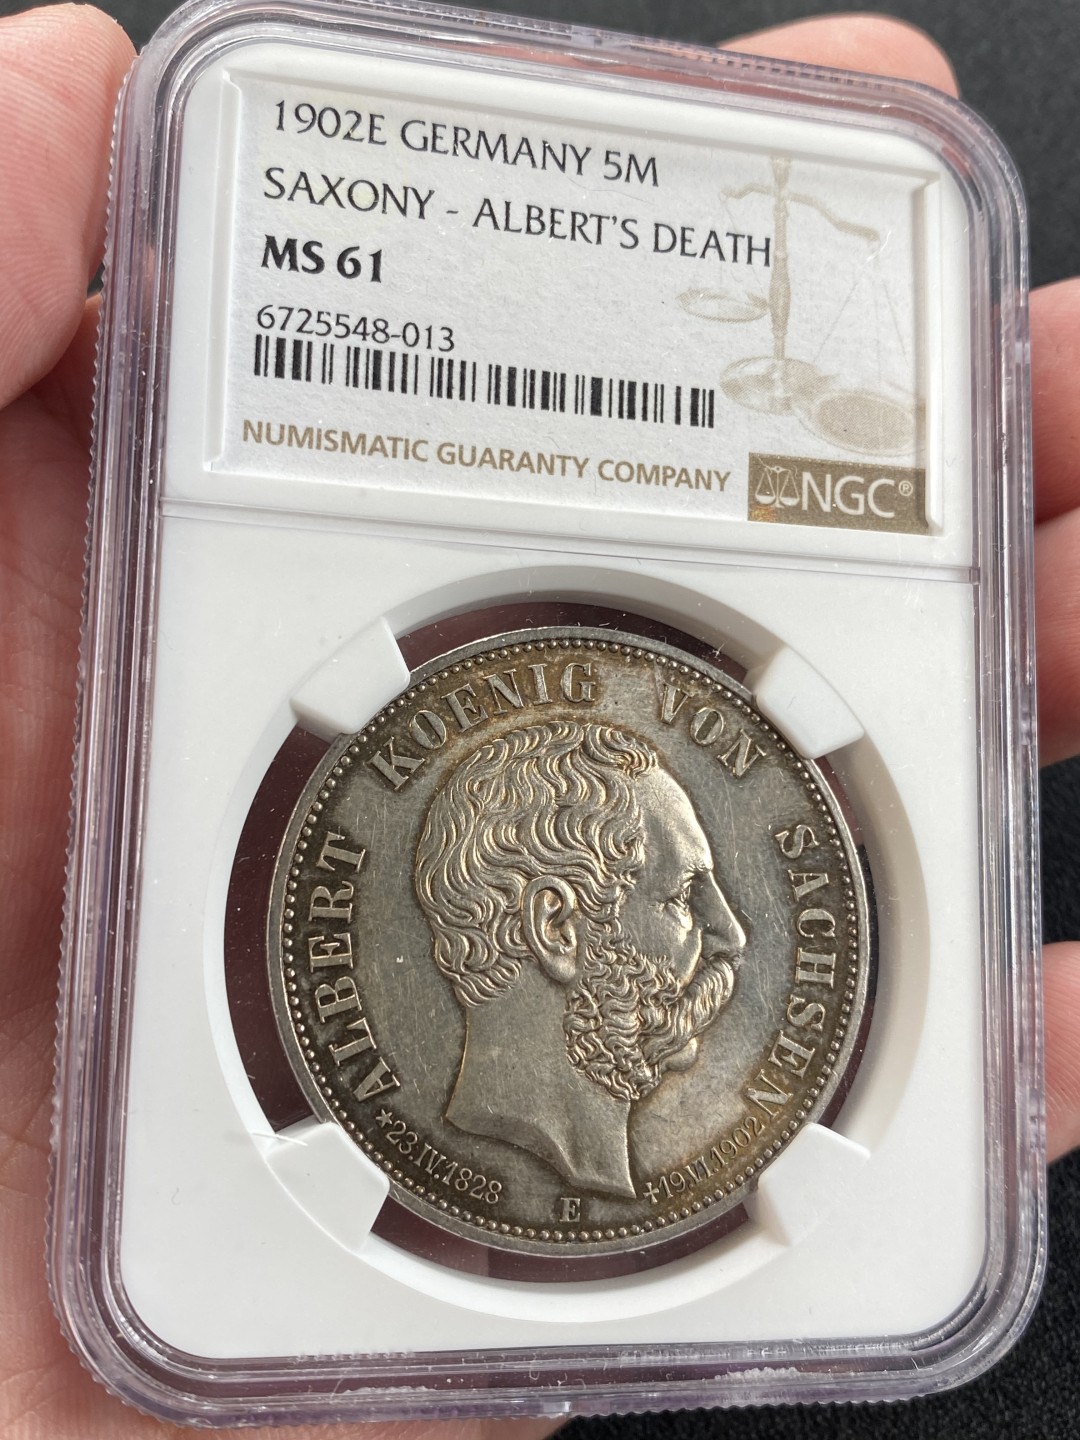 1902E GERMANY 5M
SAXONY - ALBERT'S DEATH
MS 61
6725548-013
NUMISMATIC GUARANTY COMPANY
NGC®
ALBERT KOENIG VON SACHSEN
*23.IV.1828
E
†19.VI.1902